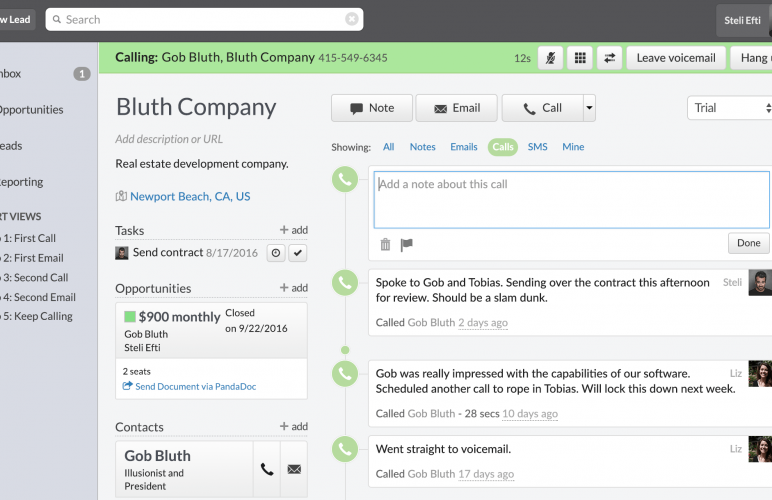 w Lead
Search
Steli Efti
Calling: Gob Bluth, Bluth Company 415-549-6345
12s
Leave voicemail
Hang u
nbox
1
Opportunities
eads
eporting
RT VIEWS
1: First Call
2: First Email
3: Second Call
4: Second Email
5: Keep Calling
Bluth Company
Add description or URL
Real estate development company.
Newport Beach, CA, US
Tasks
+ add
Send contract 8/17/2016
Opportunities
+ add
$900 monthly
Closed
on 9/22/2016
Gob Bluth
Steli Efti
2 seats
Send Document via PandaDoc
Contacts
+ add
Gob Bluth
Illusionist and
President
Note
Email
Call
Trial
Showing: All Notes Emails Calls SMS Mine
Add a note about this call
Done
Spoke to Gob and Tobias. Sending over the contract this afternoon
for review. Should be a slam dunk.
Steli
Called Gob Bluth 2 days ago
Gob was really impressed with the capabilities of our software.
Scheduled another call to rope in Tobias. Will lock this down next week.
Liz
Called Gob Bluth - 28 secs 10 days ago
Went straight to voicemail.
Liz
Called Gob Bluth 17 days ago